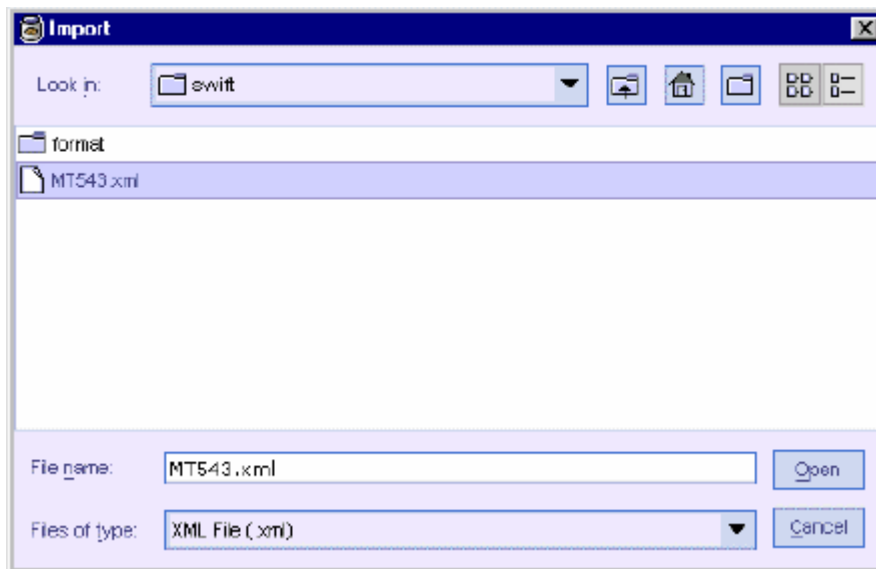 Import
Look in: swift
format
MT543.xml
File name: MT543.xml Open
Files of type: XML File (.xml) Cancel